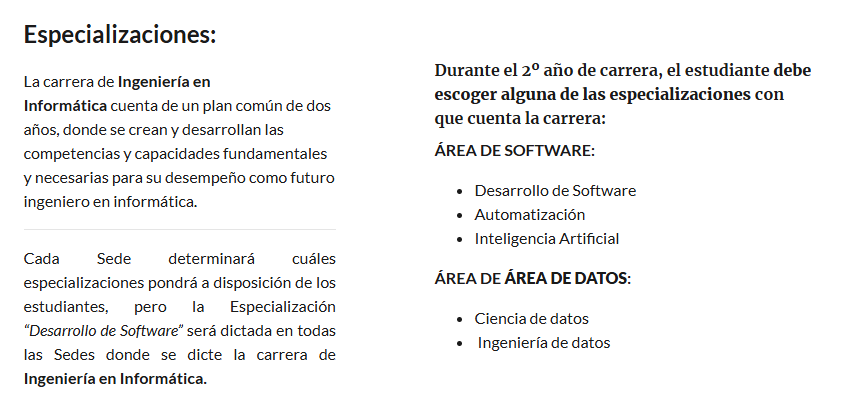 Especializaciones:
La carrera de Ingeniería en
Informática cuenta de un plan común de dos
años, donde se crean y desarrollan las
competencias y capacidades fundamentales
y necesarias para su desempeño como futuro
ingeniero en informática.
Cada Sede determinará cuáles
especializaciones pondrá a disposición de los
estudiantes, pero la Especialización
“Desarrollo de Software” será dictada en todas
las Sedes donde se dicte la carrera de
Ingeniería en Informática.
Durante el 2º año de carrera, el estudiante debe
escoger alguna de las especializaciones con
que cuenta la carrera:
ÁREA DE SOFTWARE:
• Desarrollo de Software
• Automatización
• Inteligencia Artificial
ÁREA DE ÁREA DE DATOS:
• Ciencia de datos
• Ingeniería de datos